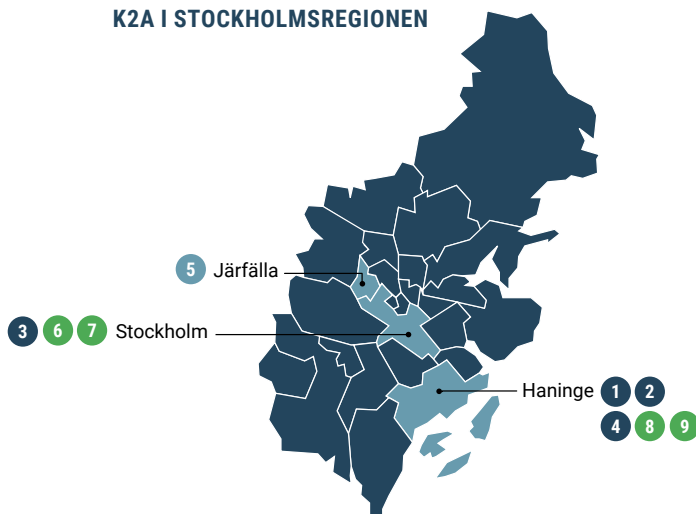 K2A I STOCKHOLMSREGIONEN
5 Järfälla
3 6 7 Stockholm
Haninge 1 2
4 8 9